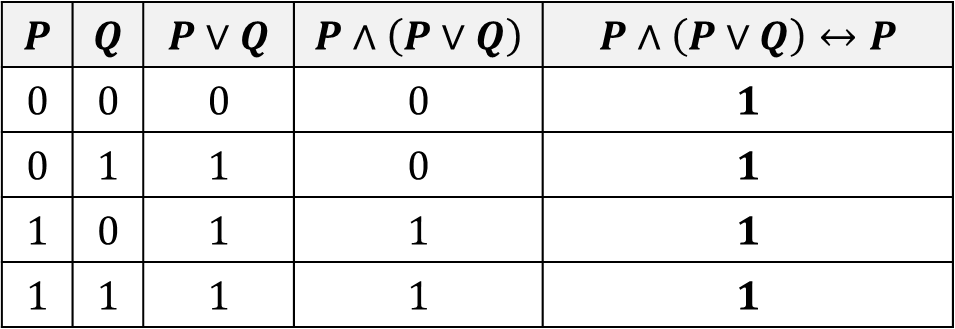 P Q P ∨ Q P ∧ (P ∨ Q) P ∧ (P ∨ Q) ↔ P
0 0 0 0 1
0 1 1 0 1
1 0 1 1 1
1 1 1 1 1